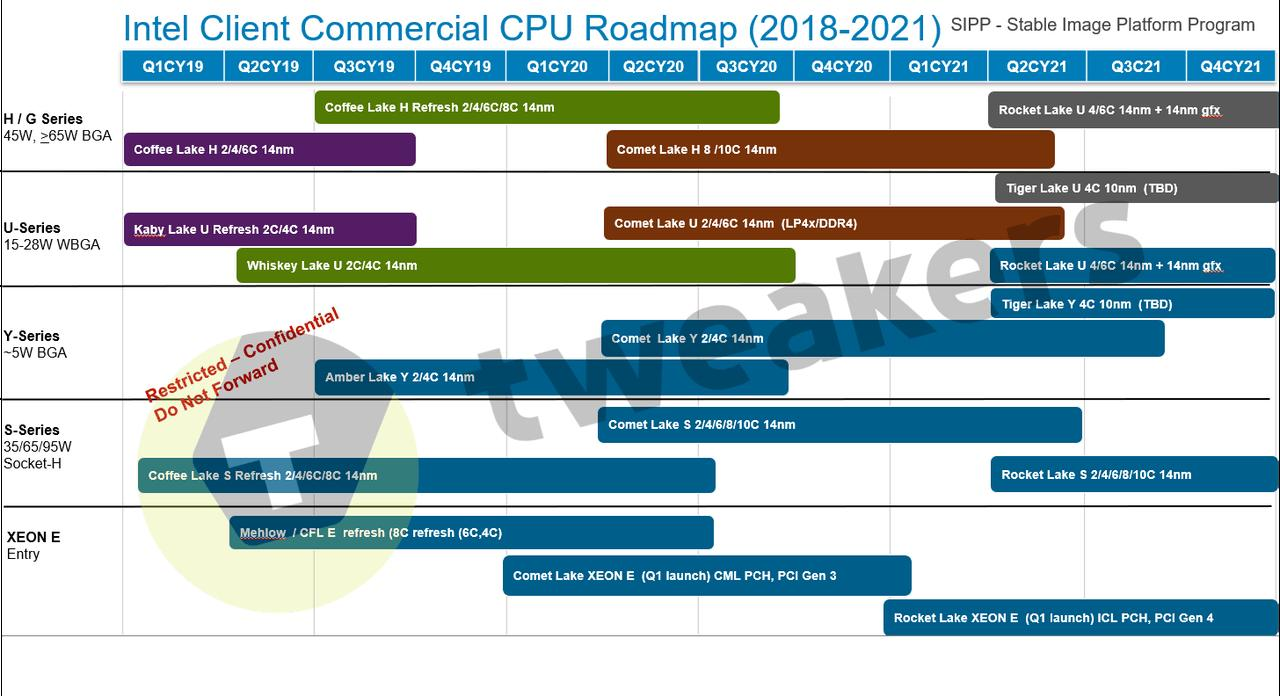 Intel Client Commercial CPU Roadmap (2018-2021) SIPP - Stable Image Platform Program
Q1CY19 Q2CY19 Q3CY19 Q4CY19 Q1CY20 Q2CY20 Q3CY20 Q4CY20 Q1CY21 Q2CY21 Q3C21 Q4CY21
H / G Series
45W, >65W BGA
Coffee Lake H Refresh 2/4/6C/8C 14nm
Rocket Lake U 4/6C 14nm + 14nm gfx
Coffee Lake H 2/4/6C 14nm
Comet Lake H 8 /10C 14nm
U-Series
15-28W WBGA
Tiger Lake U 4C 10nm (TBD)
Kaby Lake U Refresh 2C/4C 14nm
Comet Lake U 2/4/6C 14nm (LP4x/DDR4)
Whiskey Lake U 2C/4C 14nm
Rocket Lake U 4/6C 14nm + 14nm gfx
Y-Series
~5W BGA
Tiger Lake Y 4C 10nm (TBD)
Comet Lake Y 2/4C 14nm
Amber Lake Y 2/4C 14nm
Restricted – Confidential
Do Not Forward
tweakers
S-Series
35/65/95W
Socket-H
Comet Lake S 2/4/6/8/10C 14nm
Coffee Lake S Refresh 2/4/6C/8C 14nm
Rocket Lake S 2/4/6/8/10C 14nm
XEON E
Entry
Mehlow / CFL E refresh (8C refresh (6C,4C)
Comet Lake XEON E (Q1 launch) CML PCH, PCI Gen 3
Rocket Lake XEON E (Q1 launch) ICL PCH, PCI Gen 4